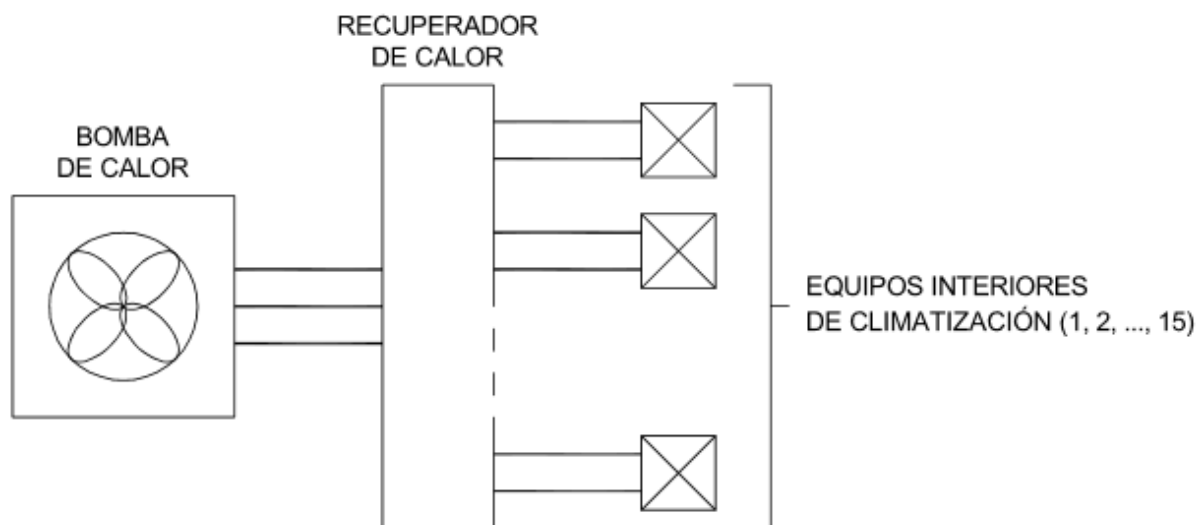 RECUPERADOR
DE CALOR
BOMBA
DE CALOR
EQUIPOS INTERIORES
DE CLIMATIZACIÓN (1, 2, ..., 15)